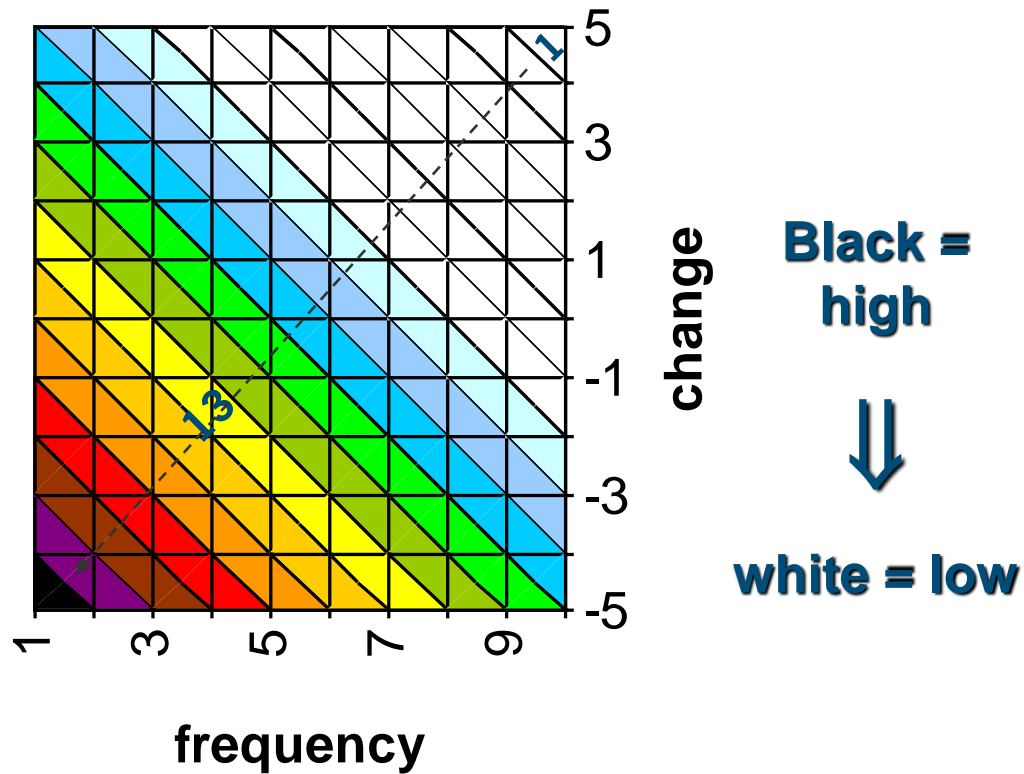 5
3
1
-1
-3
-5
1
13
1
3
5
7
9
frequency
change
Black =
high
⇓
white = low